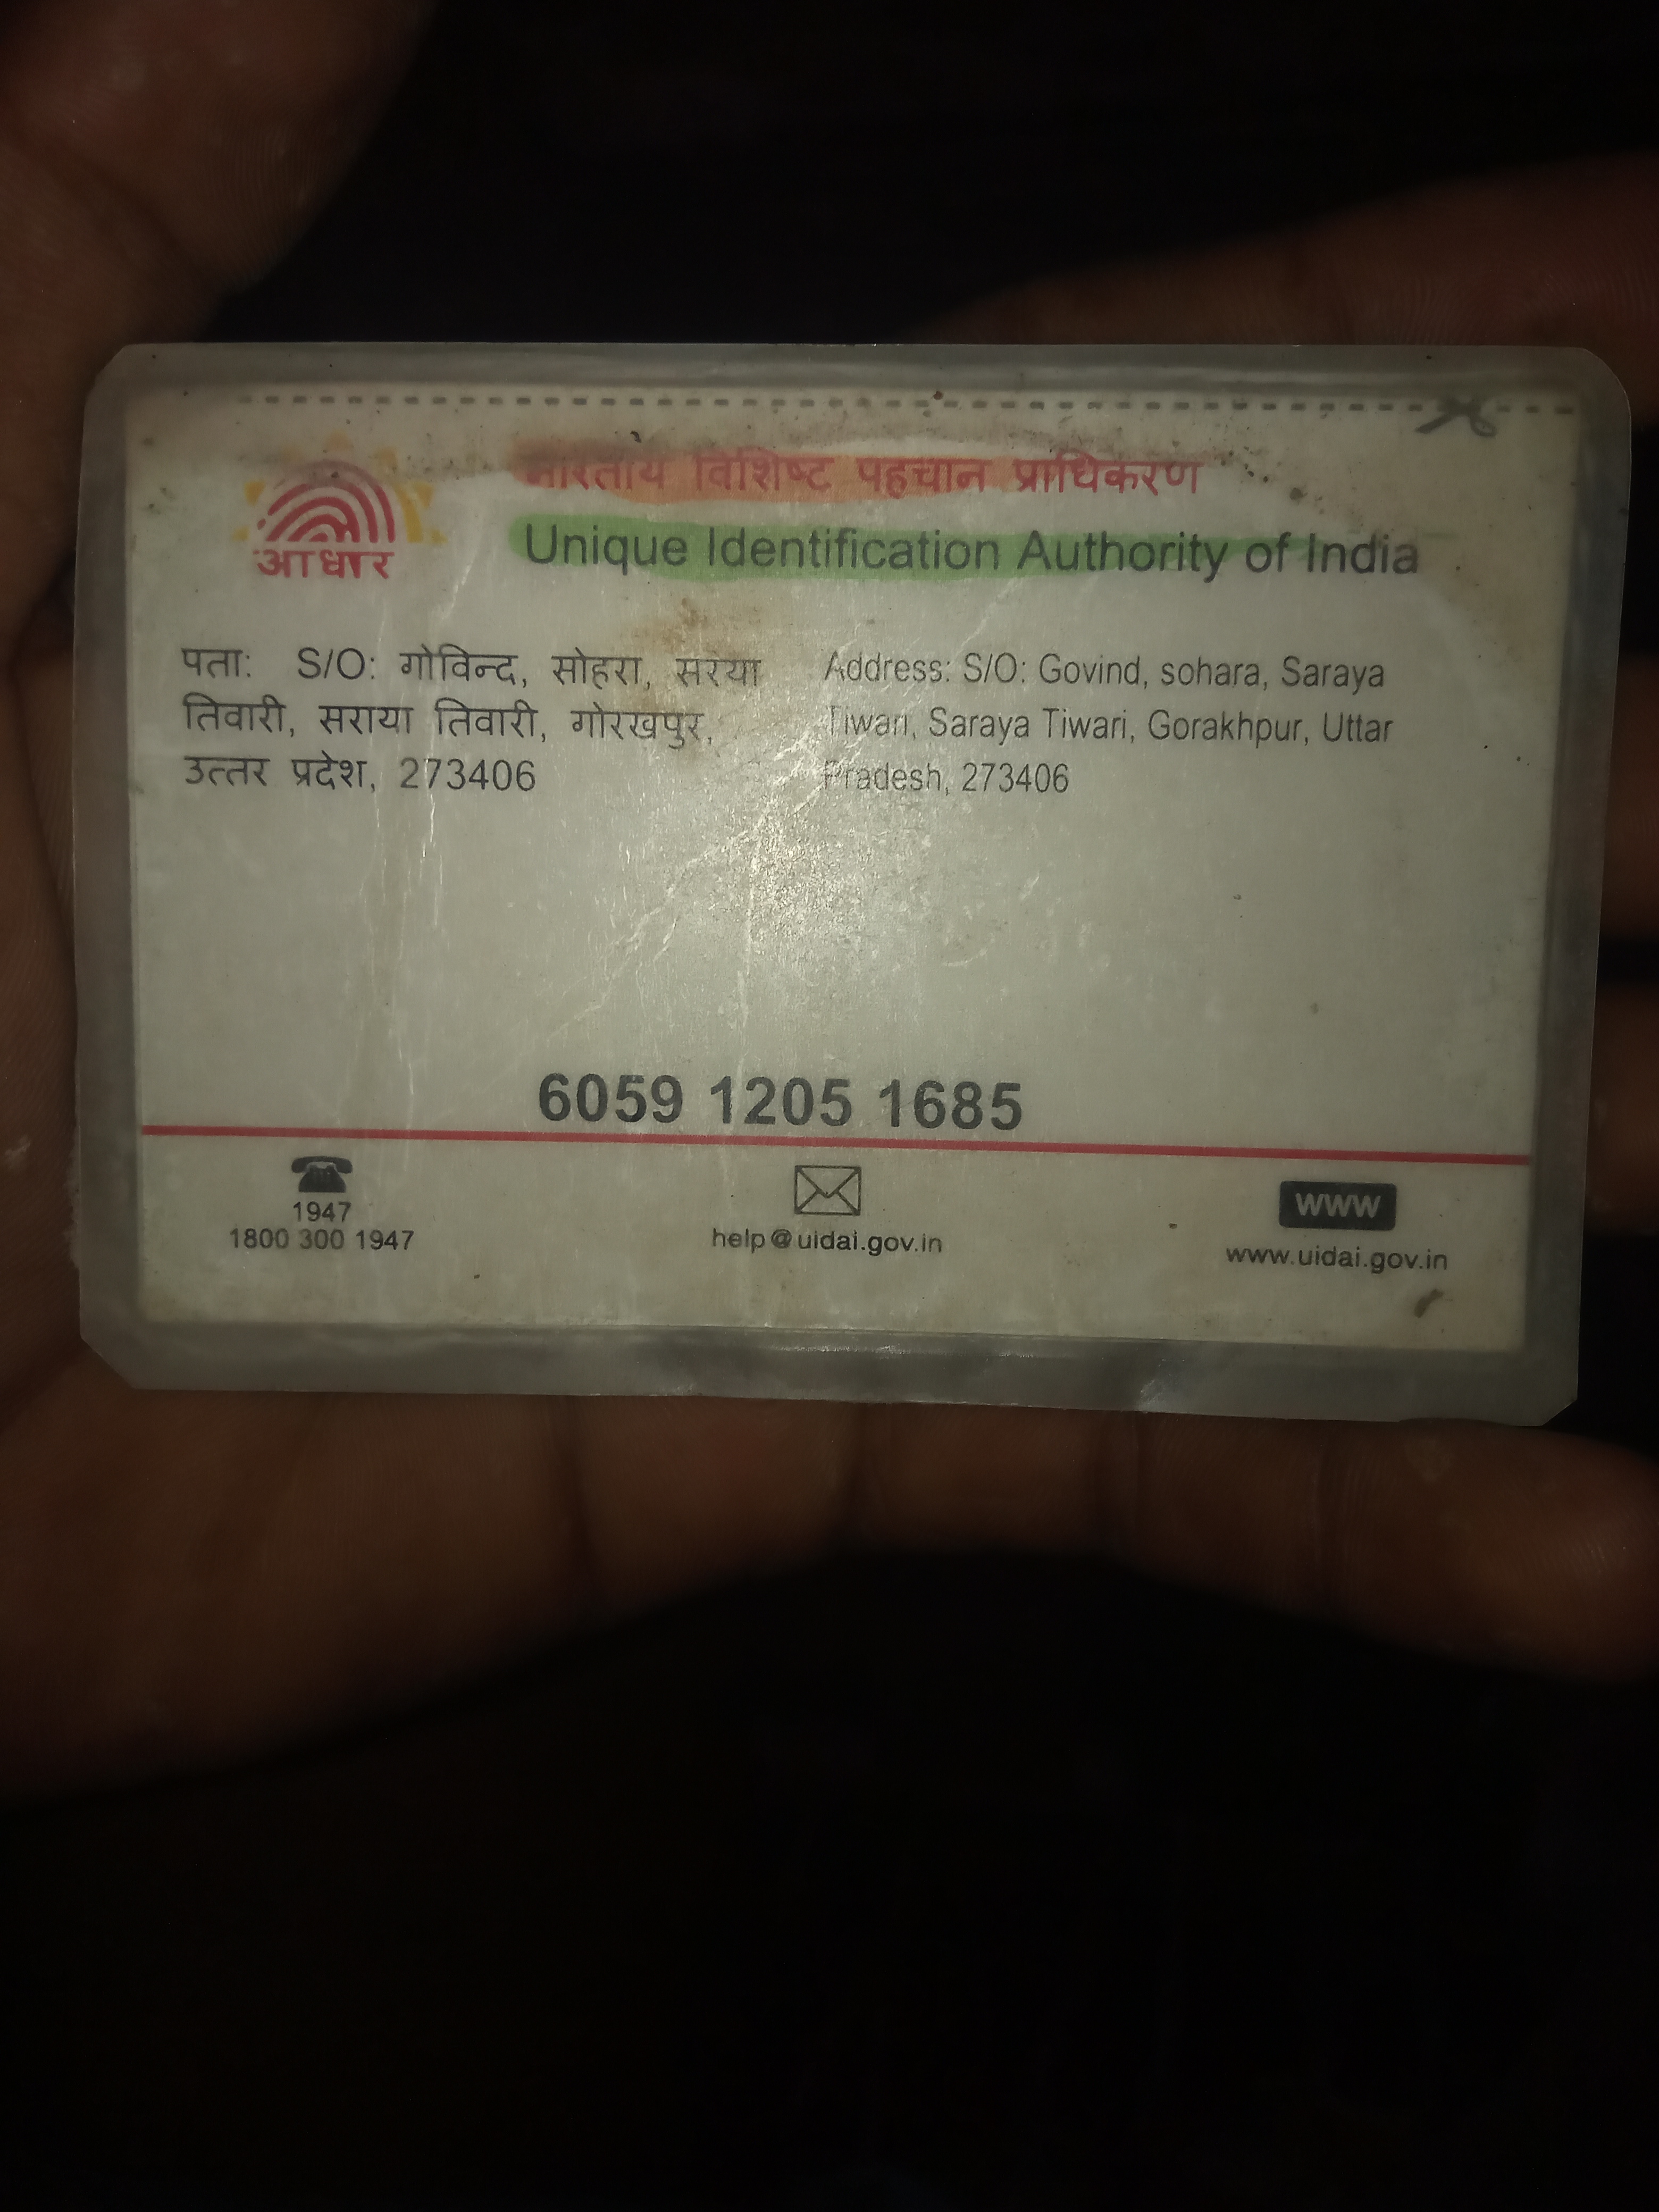 भारतीय विशिष्ट पहचान प्राधिकरण
Unique Identification Authority of India
आधार
पता: S/O: गोविन्द, सोहरा, सरया
तिवारी, सराया तिवारी, गोरखपुर,
उत्तर प्रदेश, 273406
Address: S/O: Govind, sohara, Saraya
Tiwari, Saraya Tiwari, Gorakhpur, Uttar
Pradesh, 273406
6059 1205 1685
1947
1800 300 1947
help@uidai.gov.in
WWW
www.uidai.gov.in